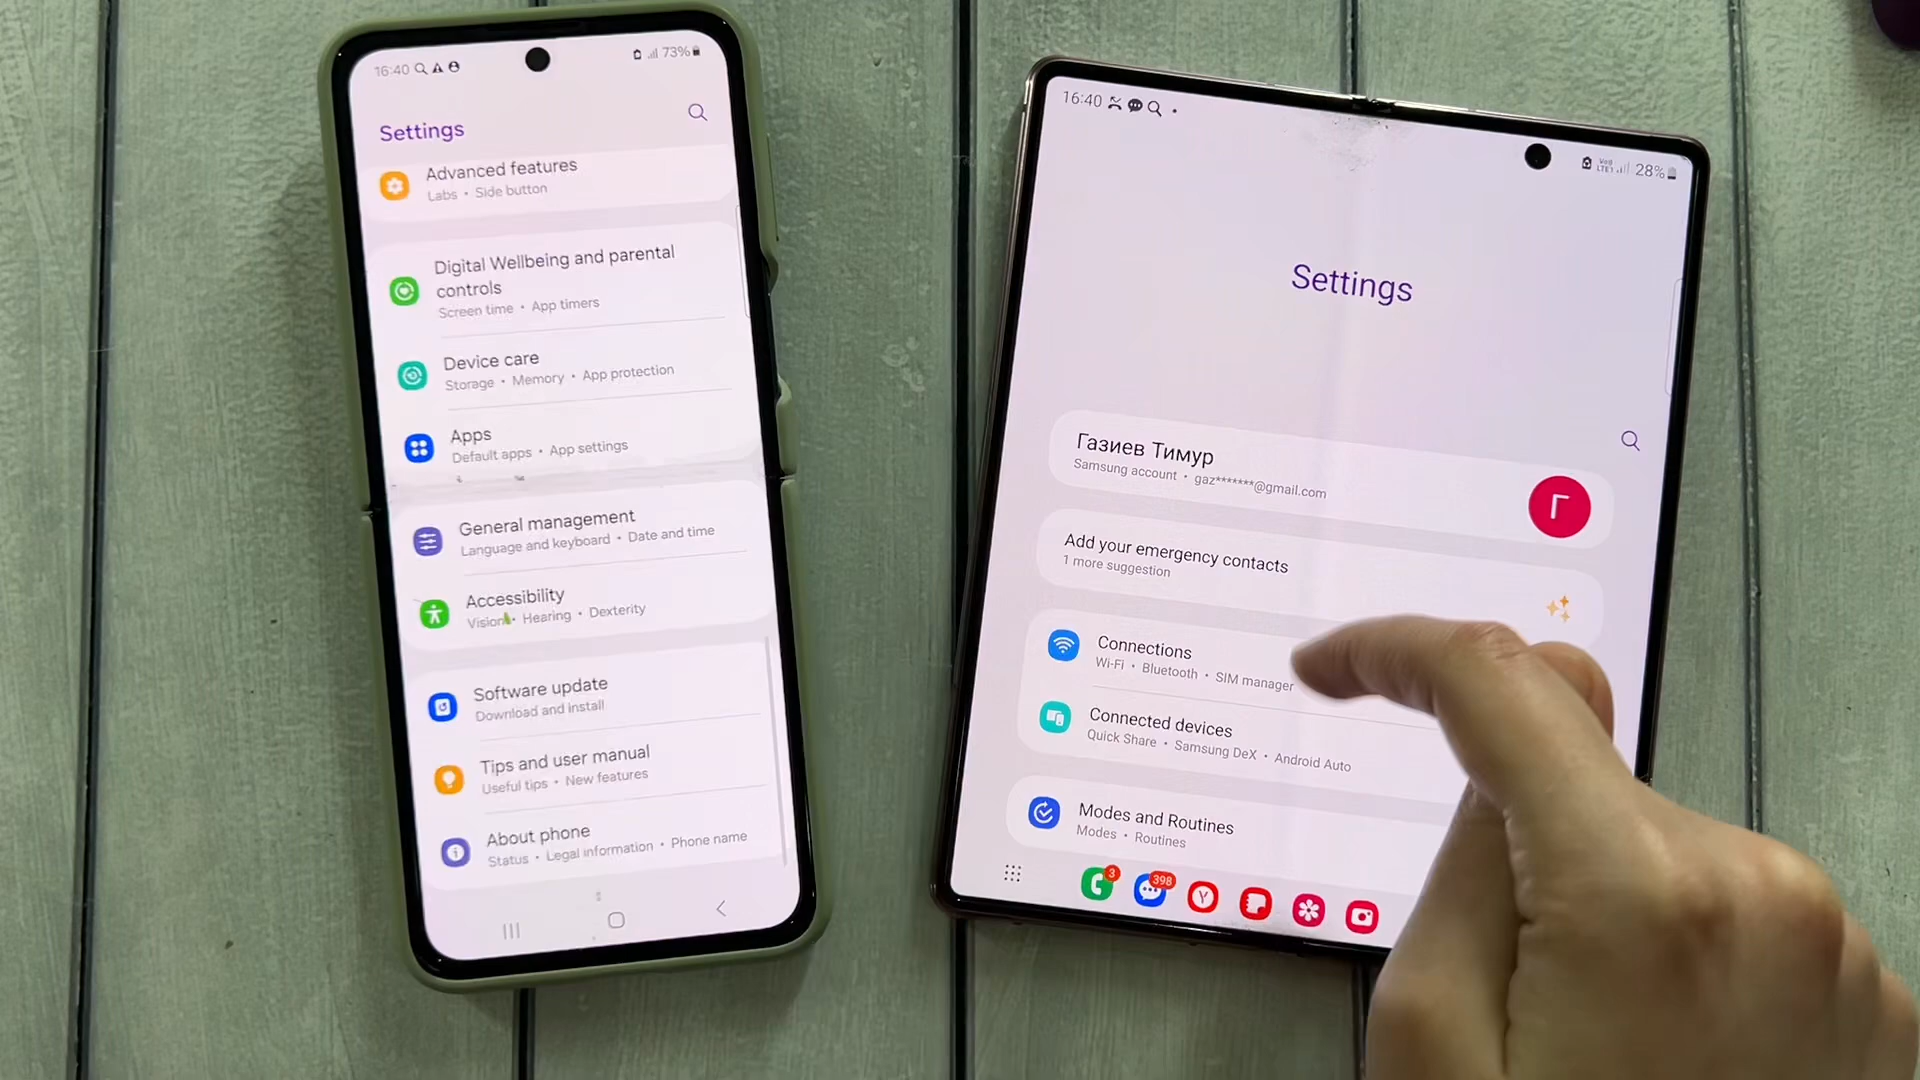 16:40
73%
Settings
Advanced features
Labs • Side button
Digital Wellbeing and parental
controls
Screen time • App timers
Device care
Storage • Memory • App protection
Apps
Default apps • App settings
General management
Language and keyboard • Date and time
Accessibility
Vision • Hearing • Dexterity
Software update
Download and install
Tips and user manual
Useful tips • New features
About phone
Status • Legal information • Phone name
16:40
28%
Settings
Газиев Тимур
Samsung account • gaz*******@gmail.com
Г
Add your emergency contacts
1 more suggestion
Connections
Wi-Fi • Bluetooth • SIM manager
Connected devices
Quick Share • Samsung DeX • Android Auto
Modes and Routines
Modes • Routines
3
398
Y